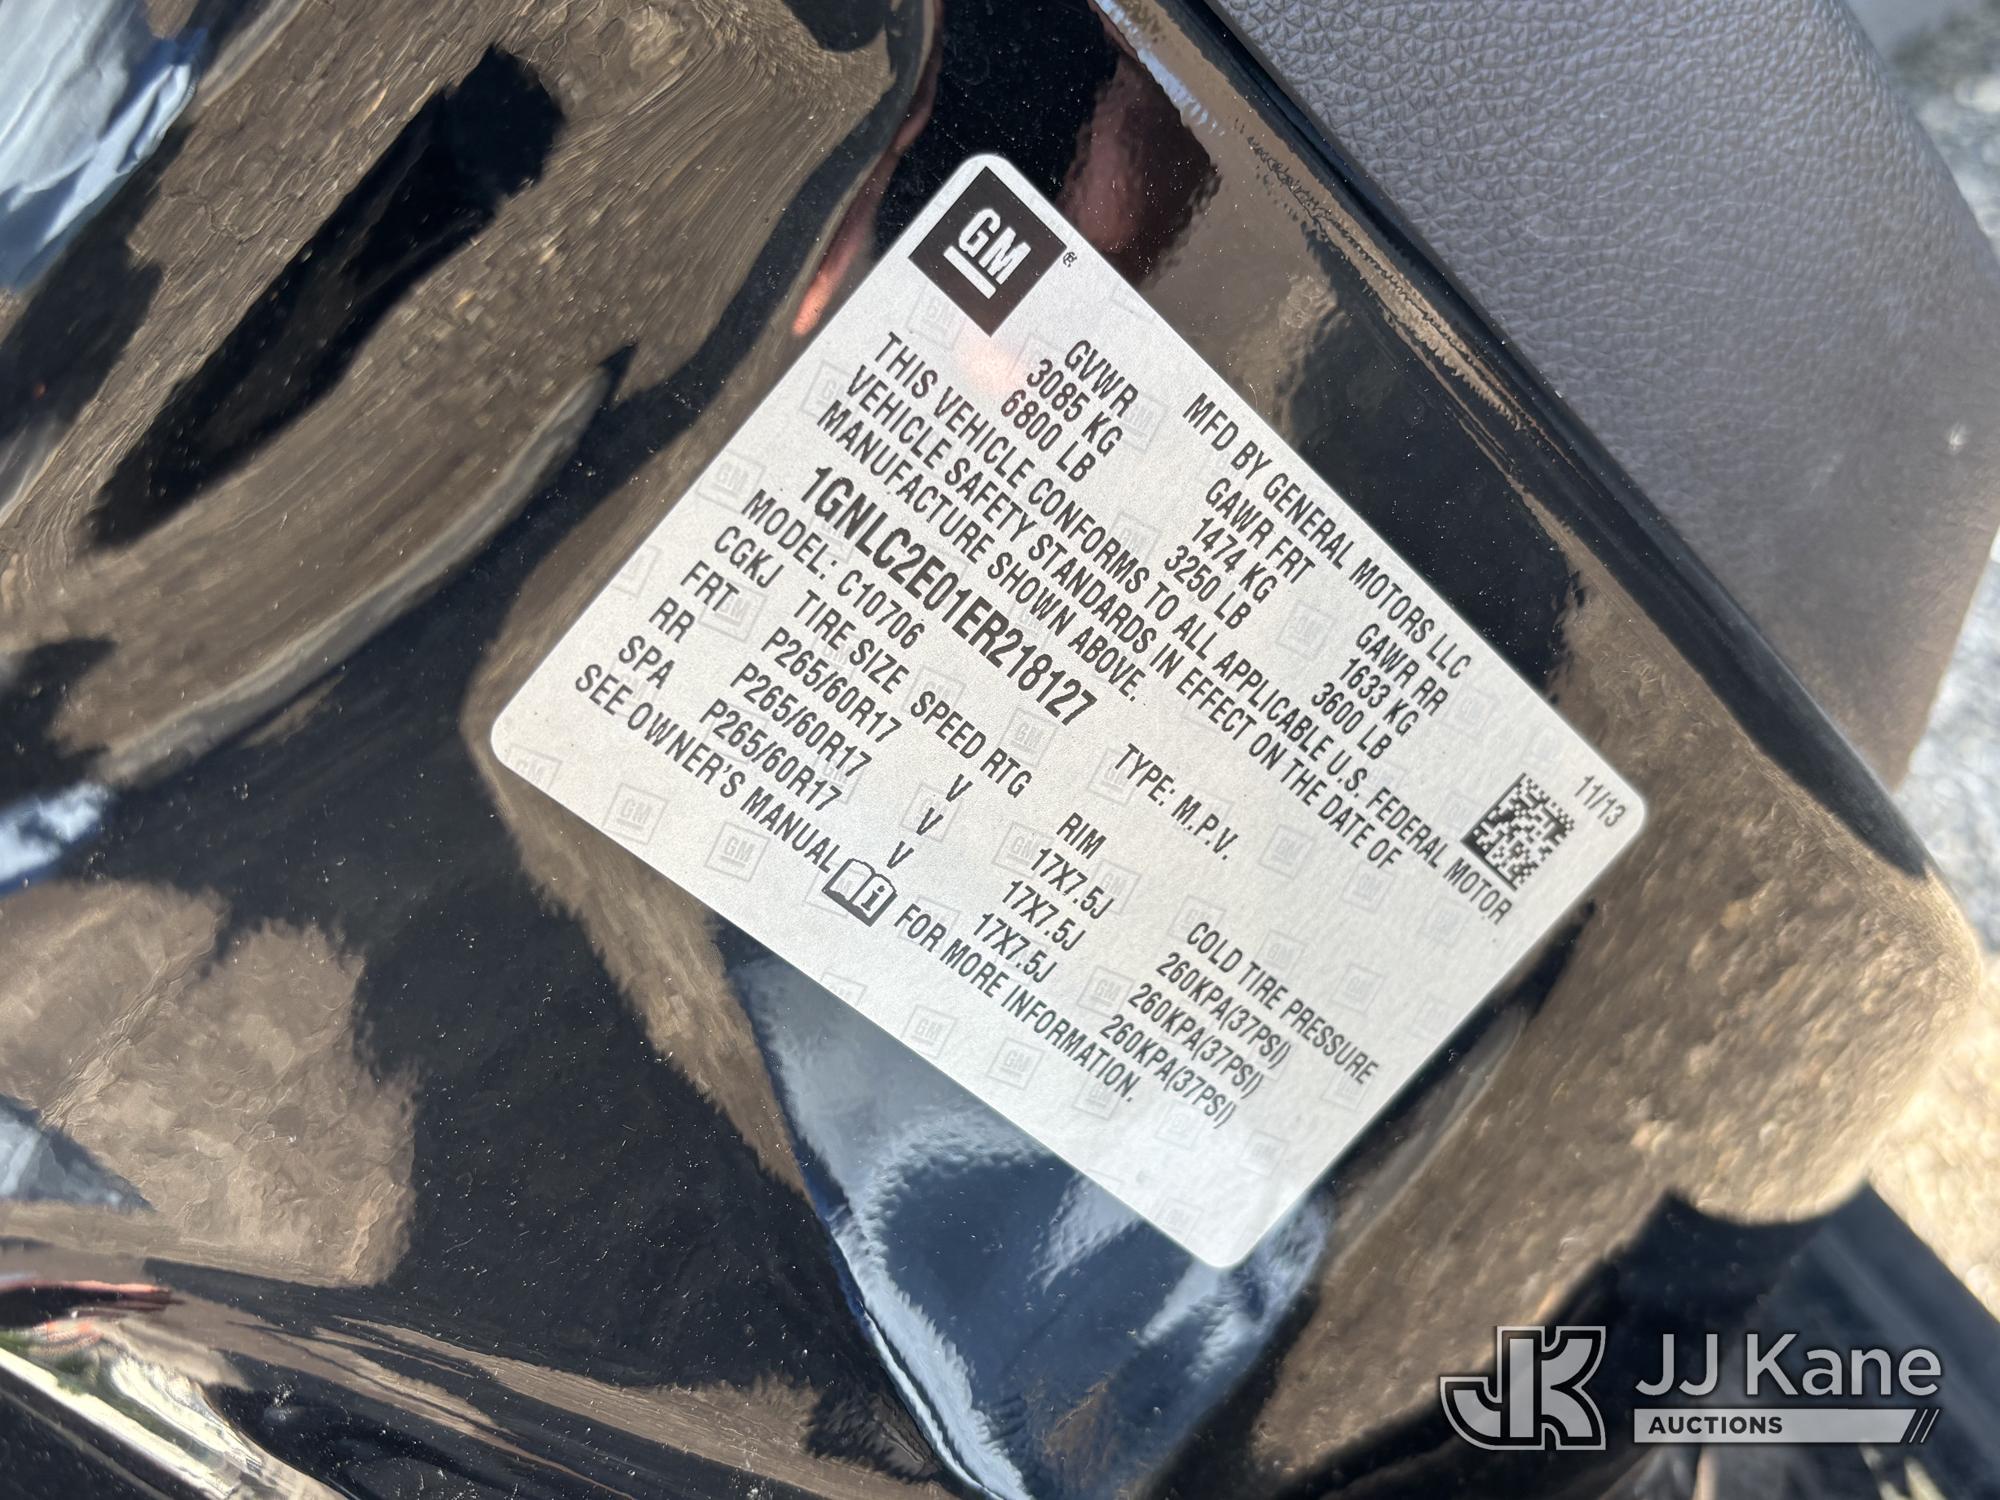 GM ®
MFD BY GENERAL MOTORS LLC 11/13
GVWR GAWR FRT GAWR RR
3085 KG 1474 KG 1633 KG
6800 LB 3250 LB 3600 LB
THIS VEHICLE CONFORMS TO ALL APPLICABLE U.S. FEDERAL MOTOR
VEHICLE SAFETY STANDARDS IN EFFECT ON THE DATE OF
MANUFACTURE SHOWN ABOVE.
1GNLC2E01ER218127 TYPE: M.P.V.
MODEL: C10706
CGKJ TIRE SIZE SPEED RTG RIM COLD TIRE PRESSURE
FRT P265/60R17 V 17X7.5J 260KPA(37PSI)
RR P265/60R17 V 17X7.5J 260KPA(37PSI)
SPA P265/60R17 V 17X7.5J 260KPA(37PSI)
SEE OWNER'S MANUAL i FOR MORE INFORMATION.
JK JJ Kane
AUCTIONS